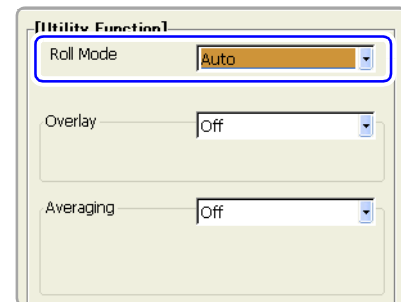 [Utility Function]
Roll Mode Auto
Overlay Off
Averaging Off